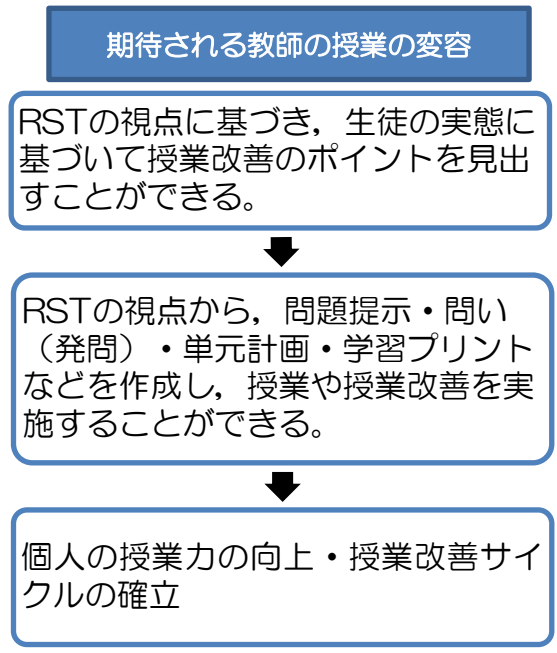 期待される教師の授業の変容
RSTの視点に基づき，生徒の実態に
基づいて授業改善のポイントを見出
すことができる。
RSTの視点から，問題提示・問い
（発問）・単元計画・学習プリント
などを作成し，授業や授業改善を実
施することができる。
個人の授業力の向上・授業改善サイ
クルの確立